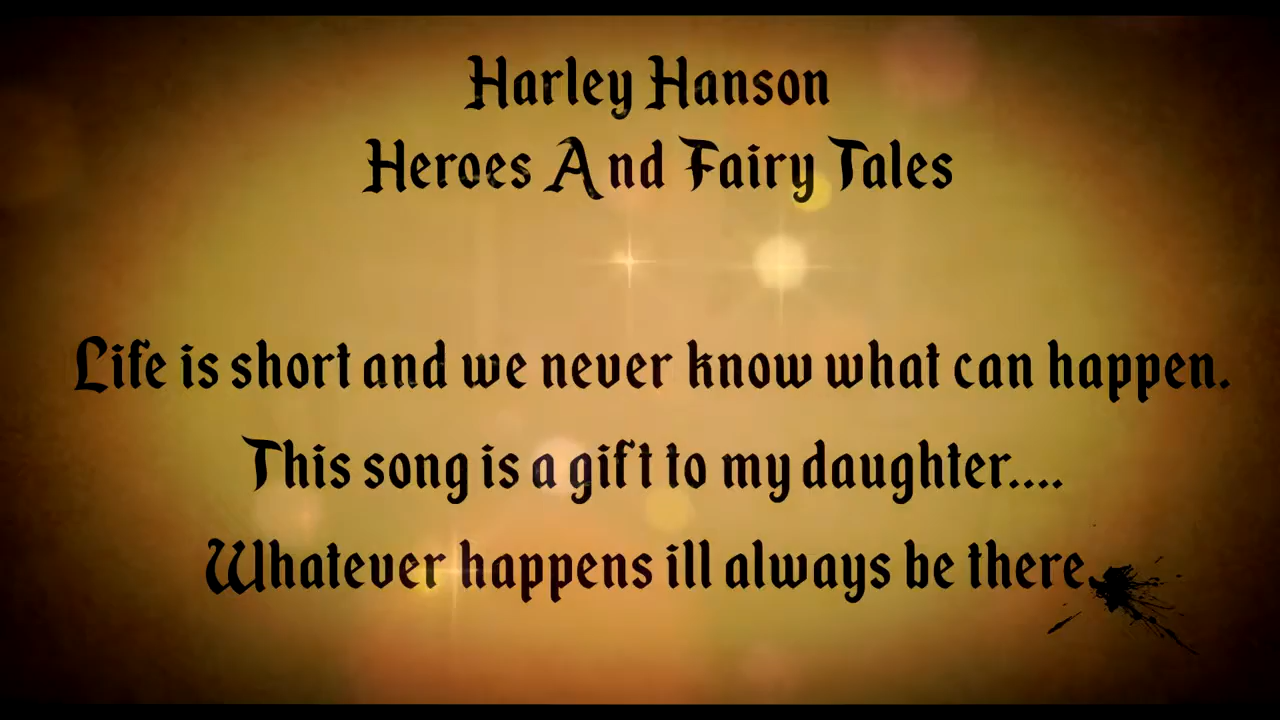 Harley Hanson
Heroes And Fairy Tales
Life is short and we never know what can happen.
This song is a gift to my daughter....
Whatever happens ill always be there